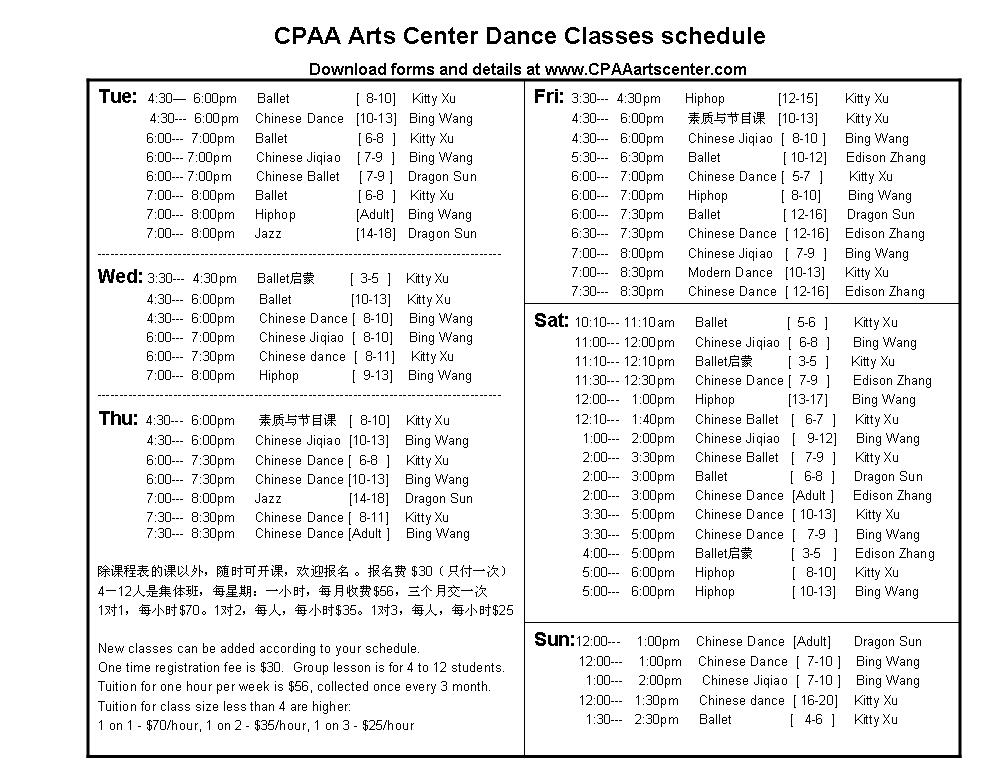 CPAA Arts Center Dance Classes schedule
Download forms and details at www.CPAAartscenter.com
Tue: 4:30--- 6:00pm Ballet [ 8-10] Kitty Xu
4:30--- 6:00pm Chinese Dance [10-13] Bing Wang
6:00--- 7:00pm Ballet [6-8 ] Kitty Xu
6:00--- 7:00pm Chinese Jiqiao [ 7-9 ] Bing Wang
6:00--- 7:00pm Chinese Ballet [ 7-9 ] Dragon Sun
7:00--- 8:00pm Ballet [ 6-8 ] Kitty Xu
7:00--- 8:00pm Hiphop [Adult] Bing Wang
7:00--- 8:00pm Jazz [14-18] Dragon Sun
Wed: 3:30--- 4:30pm Ballet启蒙 [ 3-5 ] Kitty Xu
4:30--- 6:00pm Ballet [10-13] Kitty Xu
4:30--- 6:00pm Chinese Dance [ 8-10] Bing Wang
6:00--- 7:00pm Chinese Jiqiao [ 8-10] Bing Wang
6:00--- 7:30pm Chinese dance [ 8-11] Kitty Xu
7:00--- 8:00pm Hiphop [ 9-13] Bing Wang
Thu: 4:30--- 6:00pm 素质与节目课 [ 8-10] Kitty Xu
4:30--- 6:00pm Chinese Jiqiao [10-13] Bing Wang
6:00--- 7:30pm Chinese Dance [ 6-8 ] Kitty Xu
6:00--- 7:30pm Chinese Dance [10-13] Bing Wang
7:00--- 8:00pm Jazz [14-18] Dragon Sun
7:30--- 8:30pm Chinese Dance [ 8-11] Kitty Xu
7:30--- 8:30pm Chinese Dance [Adult ] Bing Wang
除课程表的课以外，随时可开课，欢迎报名 。报名费 $30（只付一次）
4一12人是集体班，每星期：一小时，每月收费$56，三个月交一次
1对1，每小时$70。1对2，每人，每小时$35。1对3，每人，每小时$25
New classes can be added according to your schedule.
One time registration fee is $30. Group lesson is for 4 to 12 students.
Tuition for one hour per week is $56, collected once every 3 month.
Tuition for class size less than 4 are higher:
1 on 1 - $70/hour, 1 on 2 - $35/hour, 1 on 3 - $25/hour
Fri: 3:30--- 4:30pm Hiphop [12-15] Kitty Xu
4:30--- 6:00pm 素质与节目课 [10-13] Kitty Xu
4:30--- 6:00pm Chinese Jiqiao [ 8-10 ] Bing Wang
5:30--- 6:30pm Ballet [ 10-12] Edison Zhang
6:00--- 7:00pm Chinese Dance [ 5-7 ] Kitty Xu
6:00--- 7:00pm Hiphop [ 8-10] Bing Wang
6:00--- 7:30pm Ballet [ 12-16] Dragon Sun
6:30--- 7:30pm Chinese Dance [ 12-16] Edison Zhang
7:00--- 8:00pm Chinese Jiqiao [ 7-9 ] Bing Wang
7:00--- 8:30pm Modern Dance [10-13] Kitty Xu
7:30--- 8:30pm Chinese Dance [ 12-16] Edison Zhang
Sat: 10:10--- 11:10am Ballet [ 5-6 ] Kitty Xu
11:00--- 12:00pm Chinese Jiqiao [ 6-8 ] Bing Wang
11:10--- 12:10pm Ballet启蒙 [ 3-5 ] Kitty Xu
11:30--- 12:30pm Chinese Dance [ 7-9 ] Edison Zhang
12:00--- 1:00pm Hiphop [13-17] Bing Wang
12:10--- 1:40pm Chinese Ballet [ 6-7 ] Kitty Xu
1:00--- 2:00pm Chinese Jiqiao [ 9-12] Bing Wang
2:00--- 3:30pm Chinese Ballet [ 7-9 ] Kitty Xu
2:00--- 3:00pm Ballet [ 6-8 ] Dragon Sun
2:00--- 3:00pm Chinese Dance [Adult ] Edison Zhang
3:30--- 5:00pm Chinese Dance [ 10-13] Kitty Xu
3:30--- 5:00pm Chinese Dance [ 7-9 ] Bing Wang
4:00--- 5:00pm Ballet启蒙 [ 3-5 ] Edison Zhang
5:00--- 6:00pm Hiphop [ 8-10] Kitty Xu
5:00--- 6:00pm Hiphop [ 10-13] Bing Wang
Sun: 12:00--- 1:00pm Chinese Dance [Adult] Dragon Sun
12:00--- 1:00pm Chinese Dance [ 7-10 ] Bing Wang
1:00--- 2:00pm Chinese Jiqiao [ 7-10 ] Bing Wang
12:00--- 1:30pm Chinese dance [ 16-20] Kitty Xu
1:30--- 2:30pm Ballet [ 4-6 ] Kitty Xu